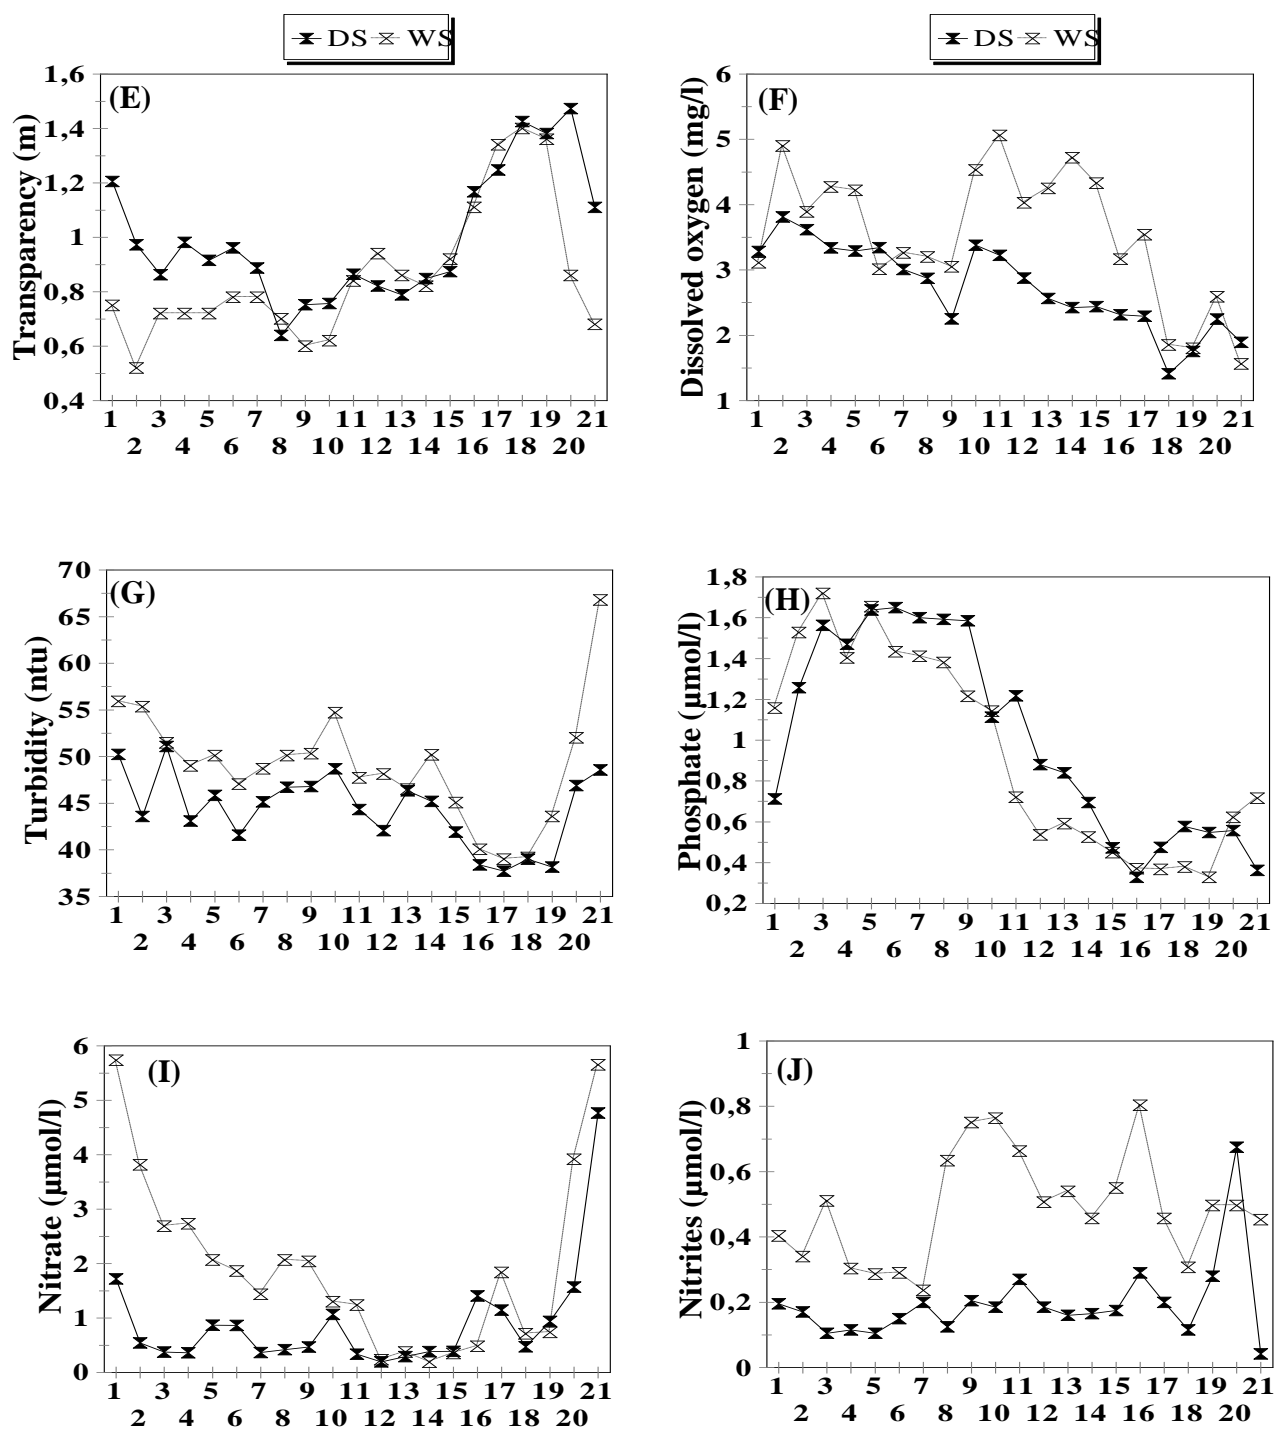 DS WS
DS WS
(E)
Transparency (m)
1,6
1,4
1,2
1
0,8
0,6
0,4
1 3 5 7 9 11 13 15 17 19 21
2 4 6 8 10 12 14 16 18 20
(F)
Dissolved oxygen (mg/l)
6
5
4
3
2
1
1 3 5 7 9 11 13 15 17 19 21
2 4 6 8 10 12 14 16 18 20
(G)
Turbidity (ntu)
70
65
60
55
50
45
40
35
1 3 5 7 9 11 13 15 17 19 21
2 4 6 8 10 12 14 16 18 20
(H)
Phosphate (µmol/l)
1,8
1,6
1,4
1,2
1
0,8
0,6
0,4
0,2
1 3 5 7 9 11 13 15 17 19 21
2 4 6 8 10 12 14 16 18 20
(I)
Nitrate (µmol/l)
6
5
4
3
2
1
0
1 3 5 7 9 11 13 15 17 19 21
2 4 6 8 10 12 14 16 18 20
(J)
Nitrites (µmol/l)
1
0,8
0,6
0,4
0,2
0
1 3 5 7 9 11 13 15 17 19 21
2 4 6 8 10 12 14 16 18 20